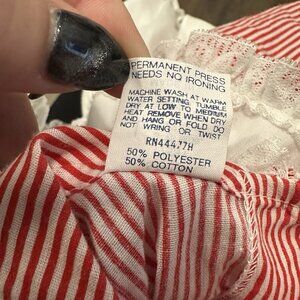 PERMANENT PRESS
NEEDS NO IRONING
MACHINE WASH AT WARM
WATER SETTING. TUMBLE
DRY AT LOW TO MEDIUM
HEAT REMOVE WHEN DRY
AND HANG OR FOLD DO
NOT WRING OR TWIST
RN44477H
50% POLYESTER
50% COTTON